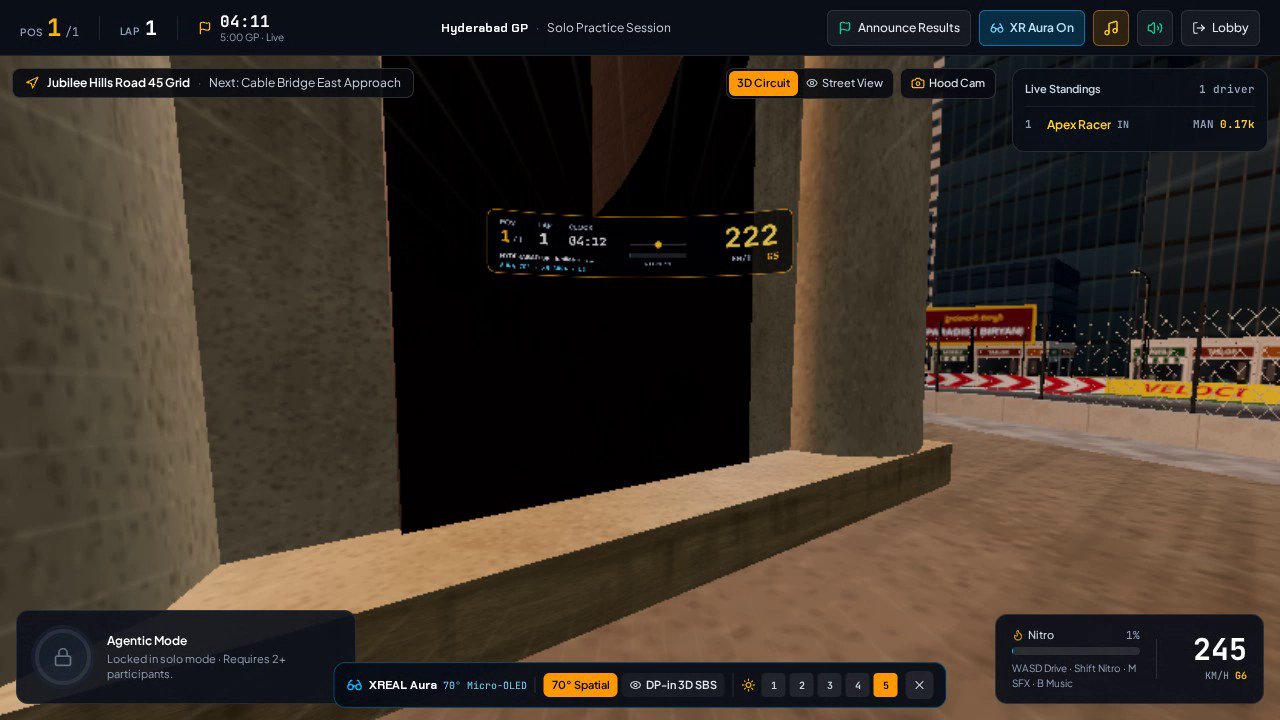 POS 1 /1
LAP 1
04:11
5:00 GP · Live
Hyderabad GP · Solo Practice Session
Announce Results
XR Aura On
Lobby
Jubilee Hills Road 45 Grid · Next: Cable Bridge East Approach
3D Circuit
Street View
Hood Cam
Live Standings 1 driver
1 Apex Racer IN MAN 0.17k
LAP CLOCK
1/1 1 04:12
222
KM/H G5
PARADISE BIRYANI
VELOCI
Agentic Mode
Locked in solo mode · Requires 2+
participants.
XREAL Aura 70° Micro-OLED
70° Spatial
DP-in 3D SBS
1 2 3 4 5
Nitro 1%
WASD Drive · Shift Nitro · M
SFX · B Music
245
KM/H G6